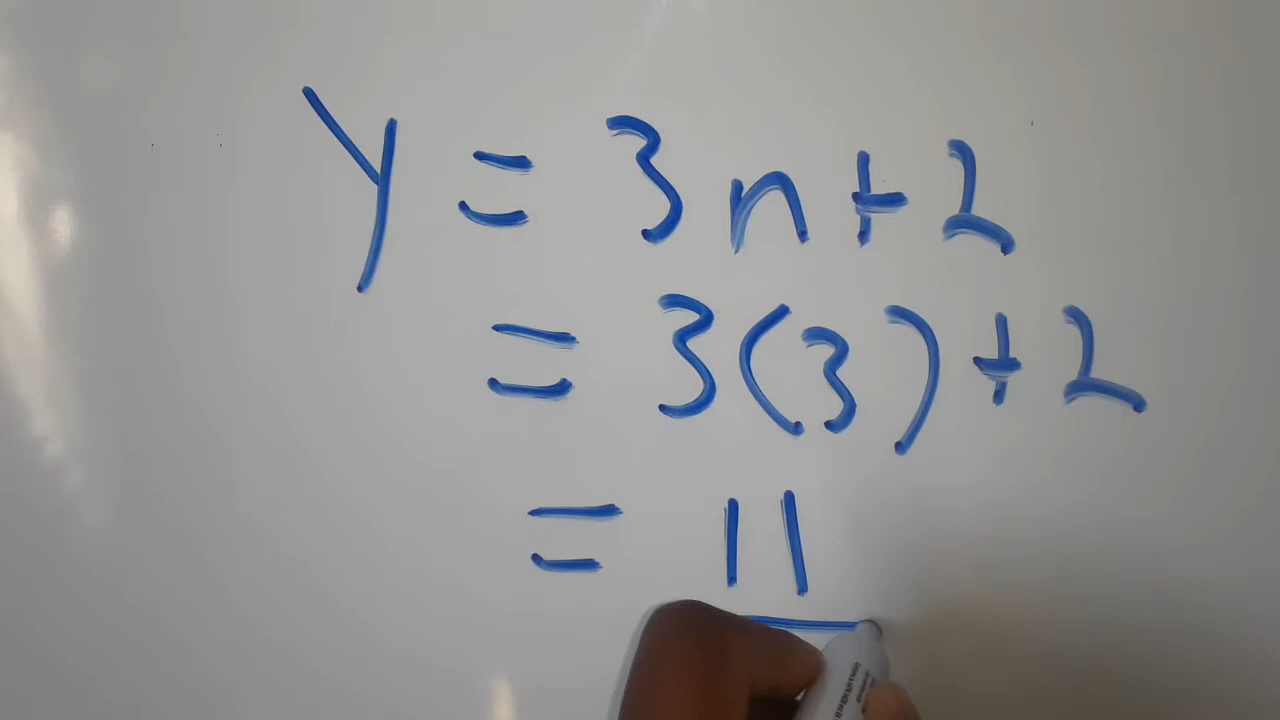 y = 3n+2
= 3(3)+2
= 11